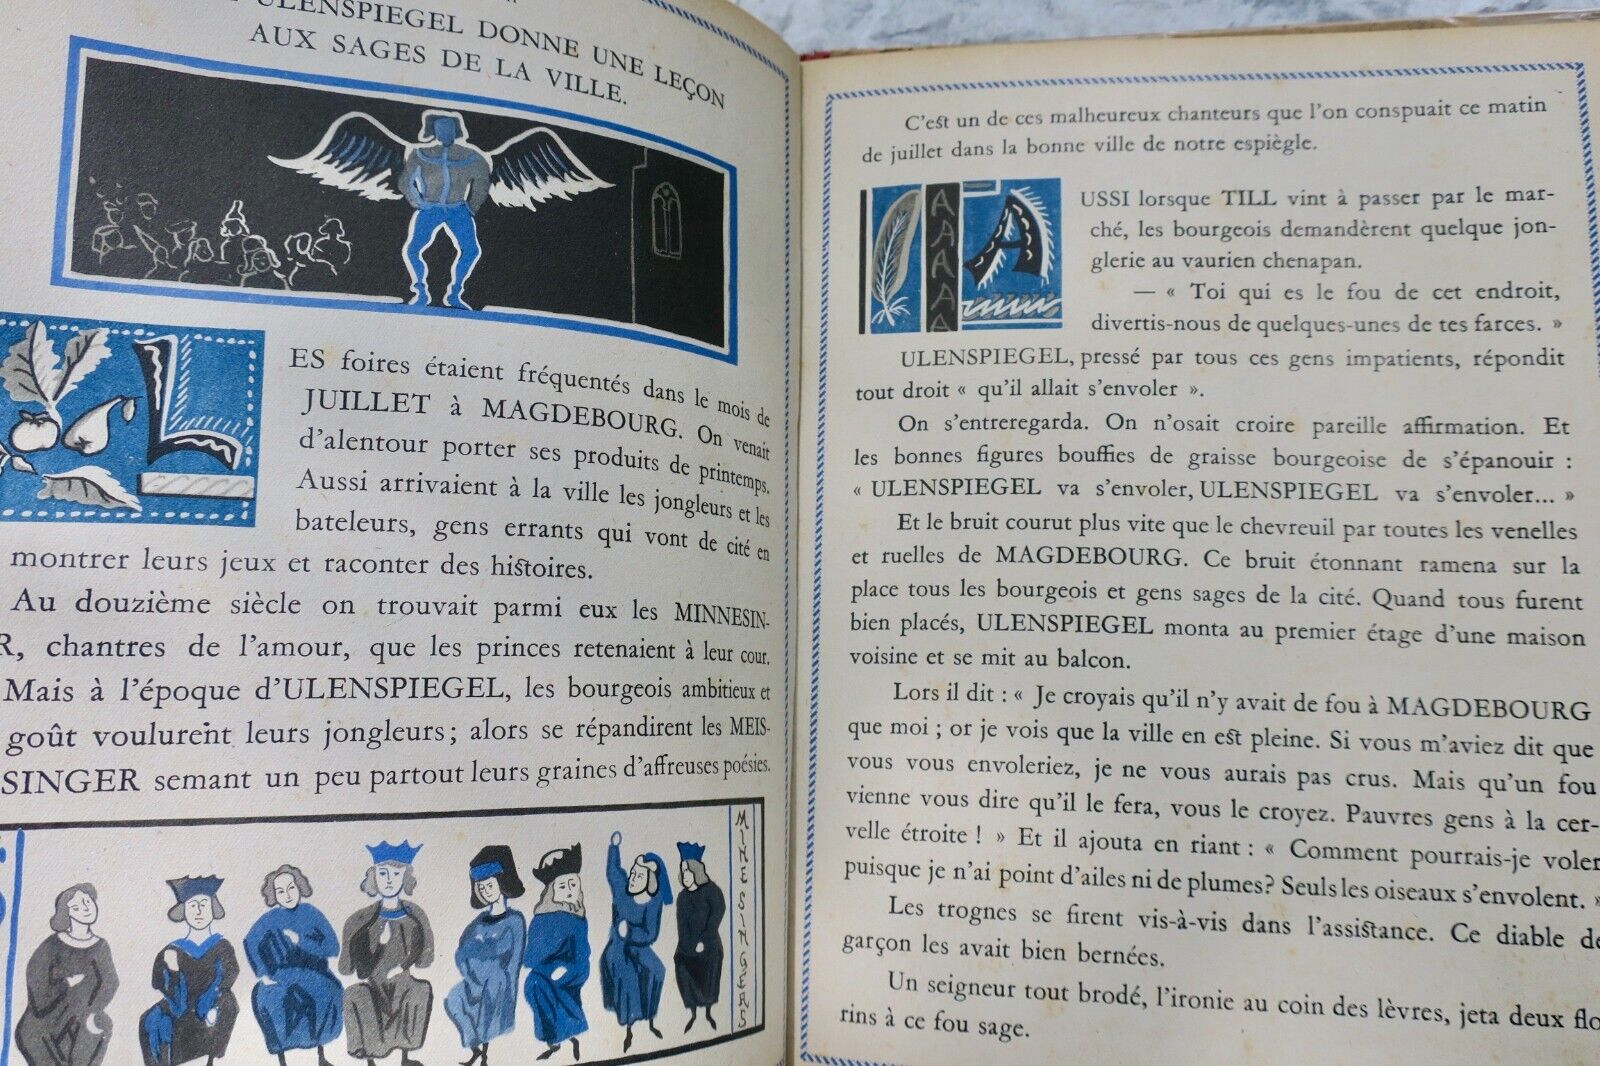 ULENSPIEGEL DONNE UNE LEÇON
AUX SAGES DE LA VILLE.
LES foires étaient fréquentés dans le mois de
JUILLET à MAGDEBOURG. On venait
d'alentour porter ses produits de printemps.
Aussi arrivaient à la ville les jongleurs et les
bateleurs, gens errants qui vont de cité en
montrer leurs jeux et raconter des histoires.
Au douzième siècle on trouvait parmi eux les MINNESIN-
R, chantres de l'amour, que les princes retenaient à leur cour.
Mais à l'époque d'ULENSPIEGEL, les bourgeois ambitieux et
goût voulurent leurs jongleurs; alors se répandirent les MEIS-
SINGER semant un peu partout leurs graines d'affreuses poésies.
MINESINGERS
C'est un de ces malheureux chanteurs que l'on conspuait ce matin
de juillet dans la bonne ville de notre espiègle.
A
A
A
A
A
AUSSI lorsque TILL vint à passer par le mar-
ché, les bourgeois demandèrent quelque jon-
glerie au vaurien chenapan.
— « Toi qui es le fou de cet endroit,
divertis-nous de quelques-unes de tes farces. »
ULENSPIEGEL, pressé par tous ces gens impatients, répondit
tout droit « qu'il allait s'envoler ».
On s'entreregarda. On n'osait croire pareille affirmation. Et
les bonnes figures bouffies de graisse bourgeoise de s'épanouir :
« ULENSPIEGEL va s'envoler, ULENSPIEGEL va s'envoler... »
Et le bruit courut plus vite que le chevreuil par toutes les venelles
et ruelles de MAGDEBOURG. Ce bruit étonnant ramena sur la
place tous les bourgeois et gens sages de la cité. Quand tous furent
bien placés, ULENSPIEGEL monta au premier étage d'une maison
voisine et se mit au balcon.
Lors il dit : « Je croyais qu'il n'y avait de fou à MAGDEBOURG
que moi ; or je vois que la ville en est pleine. Si vous m'aviez dit que
vous vous envoleriez, je ne vous aurais pas crus. Mais qu'un fou
vienne vous dire qu'il le fera, vous le croyez. Pauvres gens à la cer-
velle étroite ! » Et il ajouta en riant : « Comment pourrais-je voler
puisque je n'ai point d'ailes ni de plumes? Seuls les oiseaux s'envolent. »
Les trognes se firent vis-à-vis dans l'assistance. Ce diable de
garçon les avait bien bernées.
Un seigneur tout brodé, l'ironie au coin des lèvres, jeta deux flo
rins à ce fou sage.